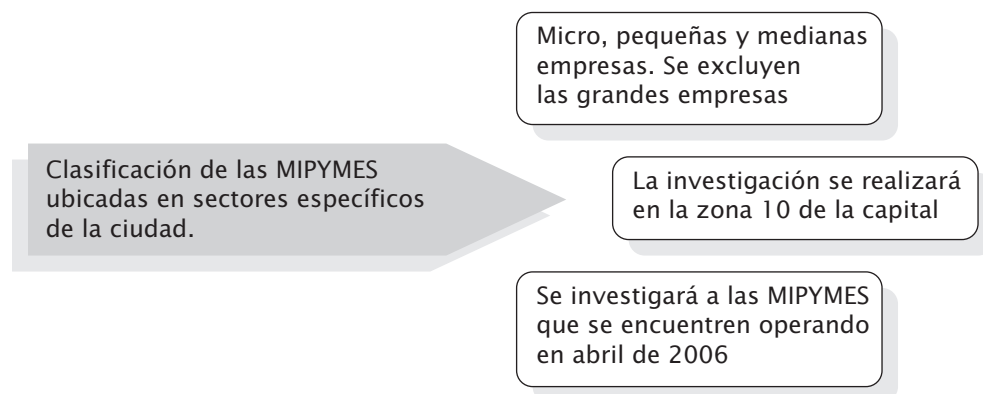 Micro, pequeñas y medianas
empresas. Se excluyen
las grandes empresas
Clasificación de las MIPYMES
ubicadas en sectores específicos
de la ciudad.
La investigación se realizará
en la zona 10 de la capital
Se investigará a las MIPYMES
que se encuentren operando
en abril de 2006